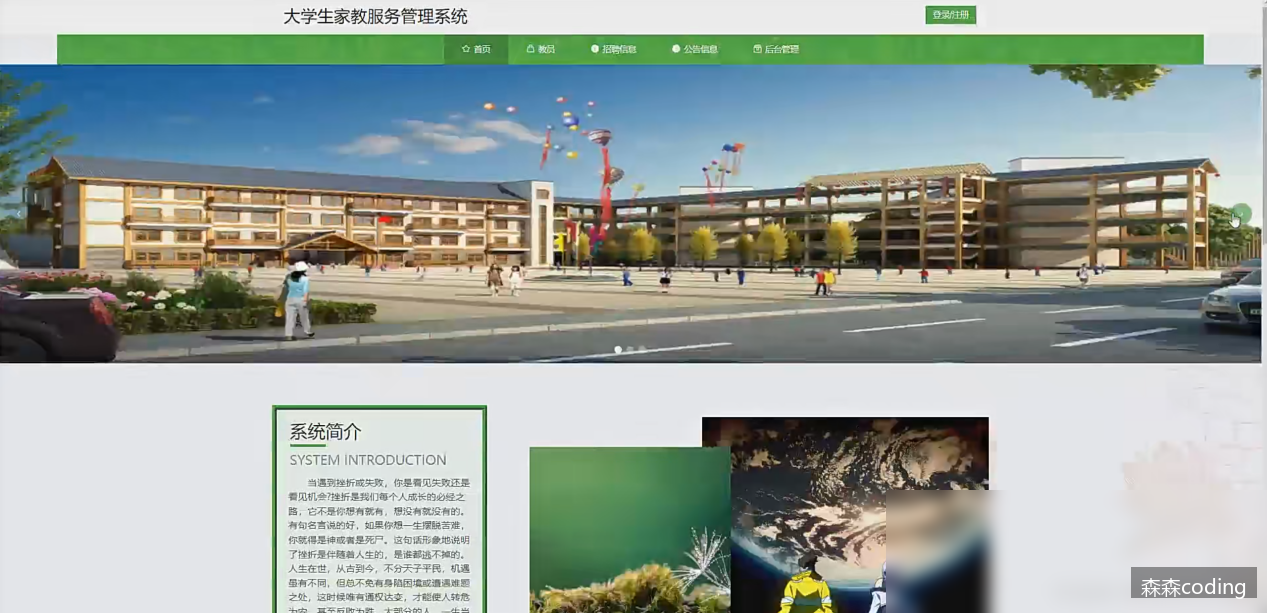 大学生家教服务管理系统
登录/注册
首页
教员
招聘信息
公告信息
后台管理
系统简介
SYSTEM INTRODUCTION
当遇到挫折或失败，你是看见失败还是
看见机会?挫折是我们每个人成长的必经之
路，它不是你想有就有，想没有就没有的。
有句名言说的好，如果你想一生摆脱苦难，
你就得是神或者是死尸。这句话形象地说明
了挫折是伴随着人生的，是谁都逃不掉的。
人生在世，从古到今，不分天子平民，机遇
虽有不同，但总不免有身陷困境或遭遇难题
之处，这时候唯有通权达变，才能使人转危
为安，甚至反败为胜。大部分的人，一生当
森森coding